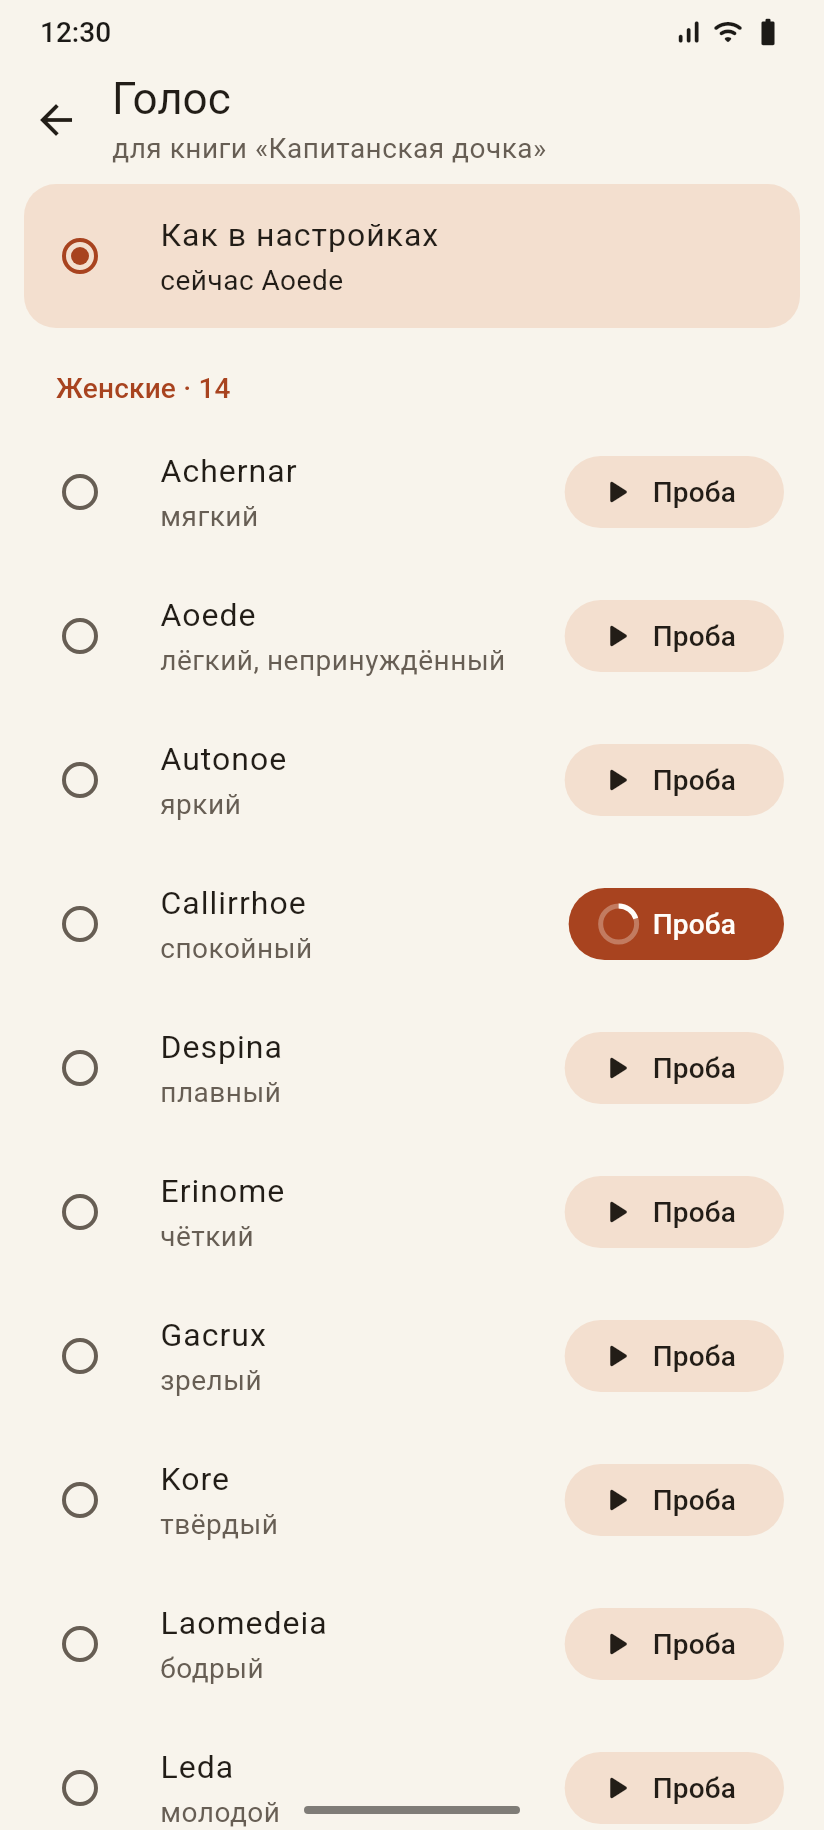 12:30
Голос
для книги «Капитанская дочка»
Как в настройках
сейчас Aoede
Женские · 14
Achernar
мягкий
Проба
Aoede
лёгкий, непринуждённый
Проба
Autonoe
яркий
Проба
Callirrhoe
спокойный
Проба
Despina
плавный
Проба
Erinome
чёткий
Проба
Gacrux
зрелый
Проба
Kore
твёрдый
Проба
Laomedeia
бодрый
Проба
Leda
молодой
Проба